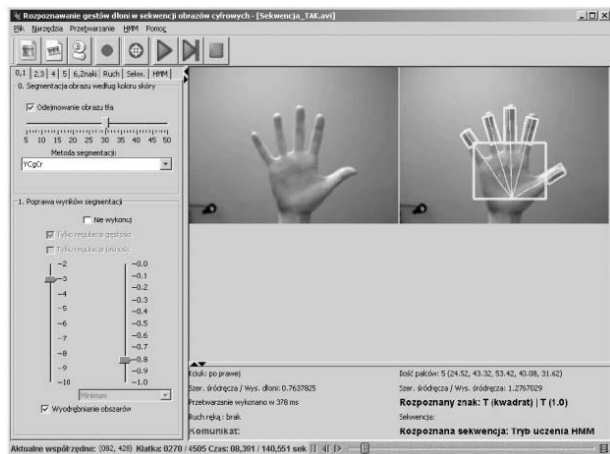 Rozpoznawanie gestów dłoni w sekwencji obrazów cyfrowych - [Sekwencja_TAK.avi]
Plik Narzędzia Przetwarzanie HMM Pomoc
0,1 2,3 4 5 6,Znaki Ruch Sekw. HMM
0. Segmentacja obrazu według koloru skóry
Odejmowanie obrazu tła
5 10 15 20 25 30 35 40 45 50
Metoda segmentacji:
YCgCr
1. Poprawa wyników segmentacji
Nie wykonuj
Tylko regulacja gęstości
Tylko regulacja jasności
-2 -0.0
-3 -0.1
-4 -0.2
-5 -0.3
-6 -0.4
-7 -0.5
-8 -0.6
-9 -0.7
-10 -0.8
-0.9
-1.0
Minimum
Wyodrębnianie obszarów
Kciuk: po prawej
Szer. śródręcza / Wys. dłoni: 0.7637825
Przetwarzanie wykonano w 378 ms
Ruch ręką: brak
Komunikat:
Ilość palców: 5 (24.52, 43.32, 53.42, 40.08, 31.62)
Szer. śródręcza / Wys. śródręcza: 1.2767029
Rozpoznany znak: T (kwadrat) | T (1.0)
Sekwencja:
Rozpoznana sekwencja: Tryb uczenia HMM
Aktualne współrzędne: (082, 428) Klatka: 0270 / 4505 Czas: 08,391 / 140,551 sek